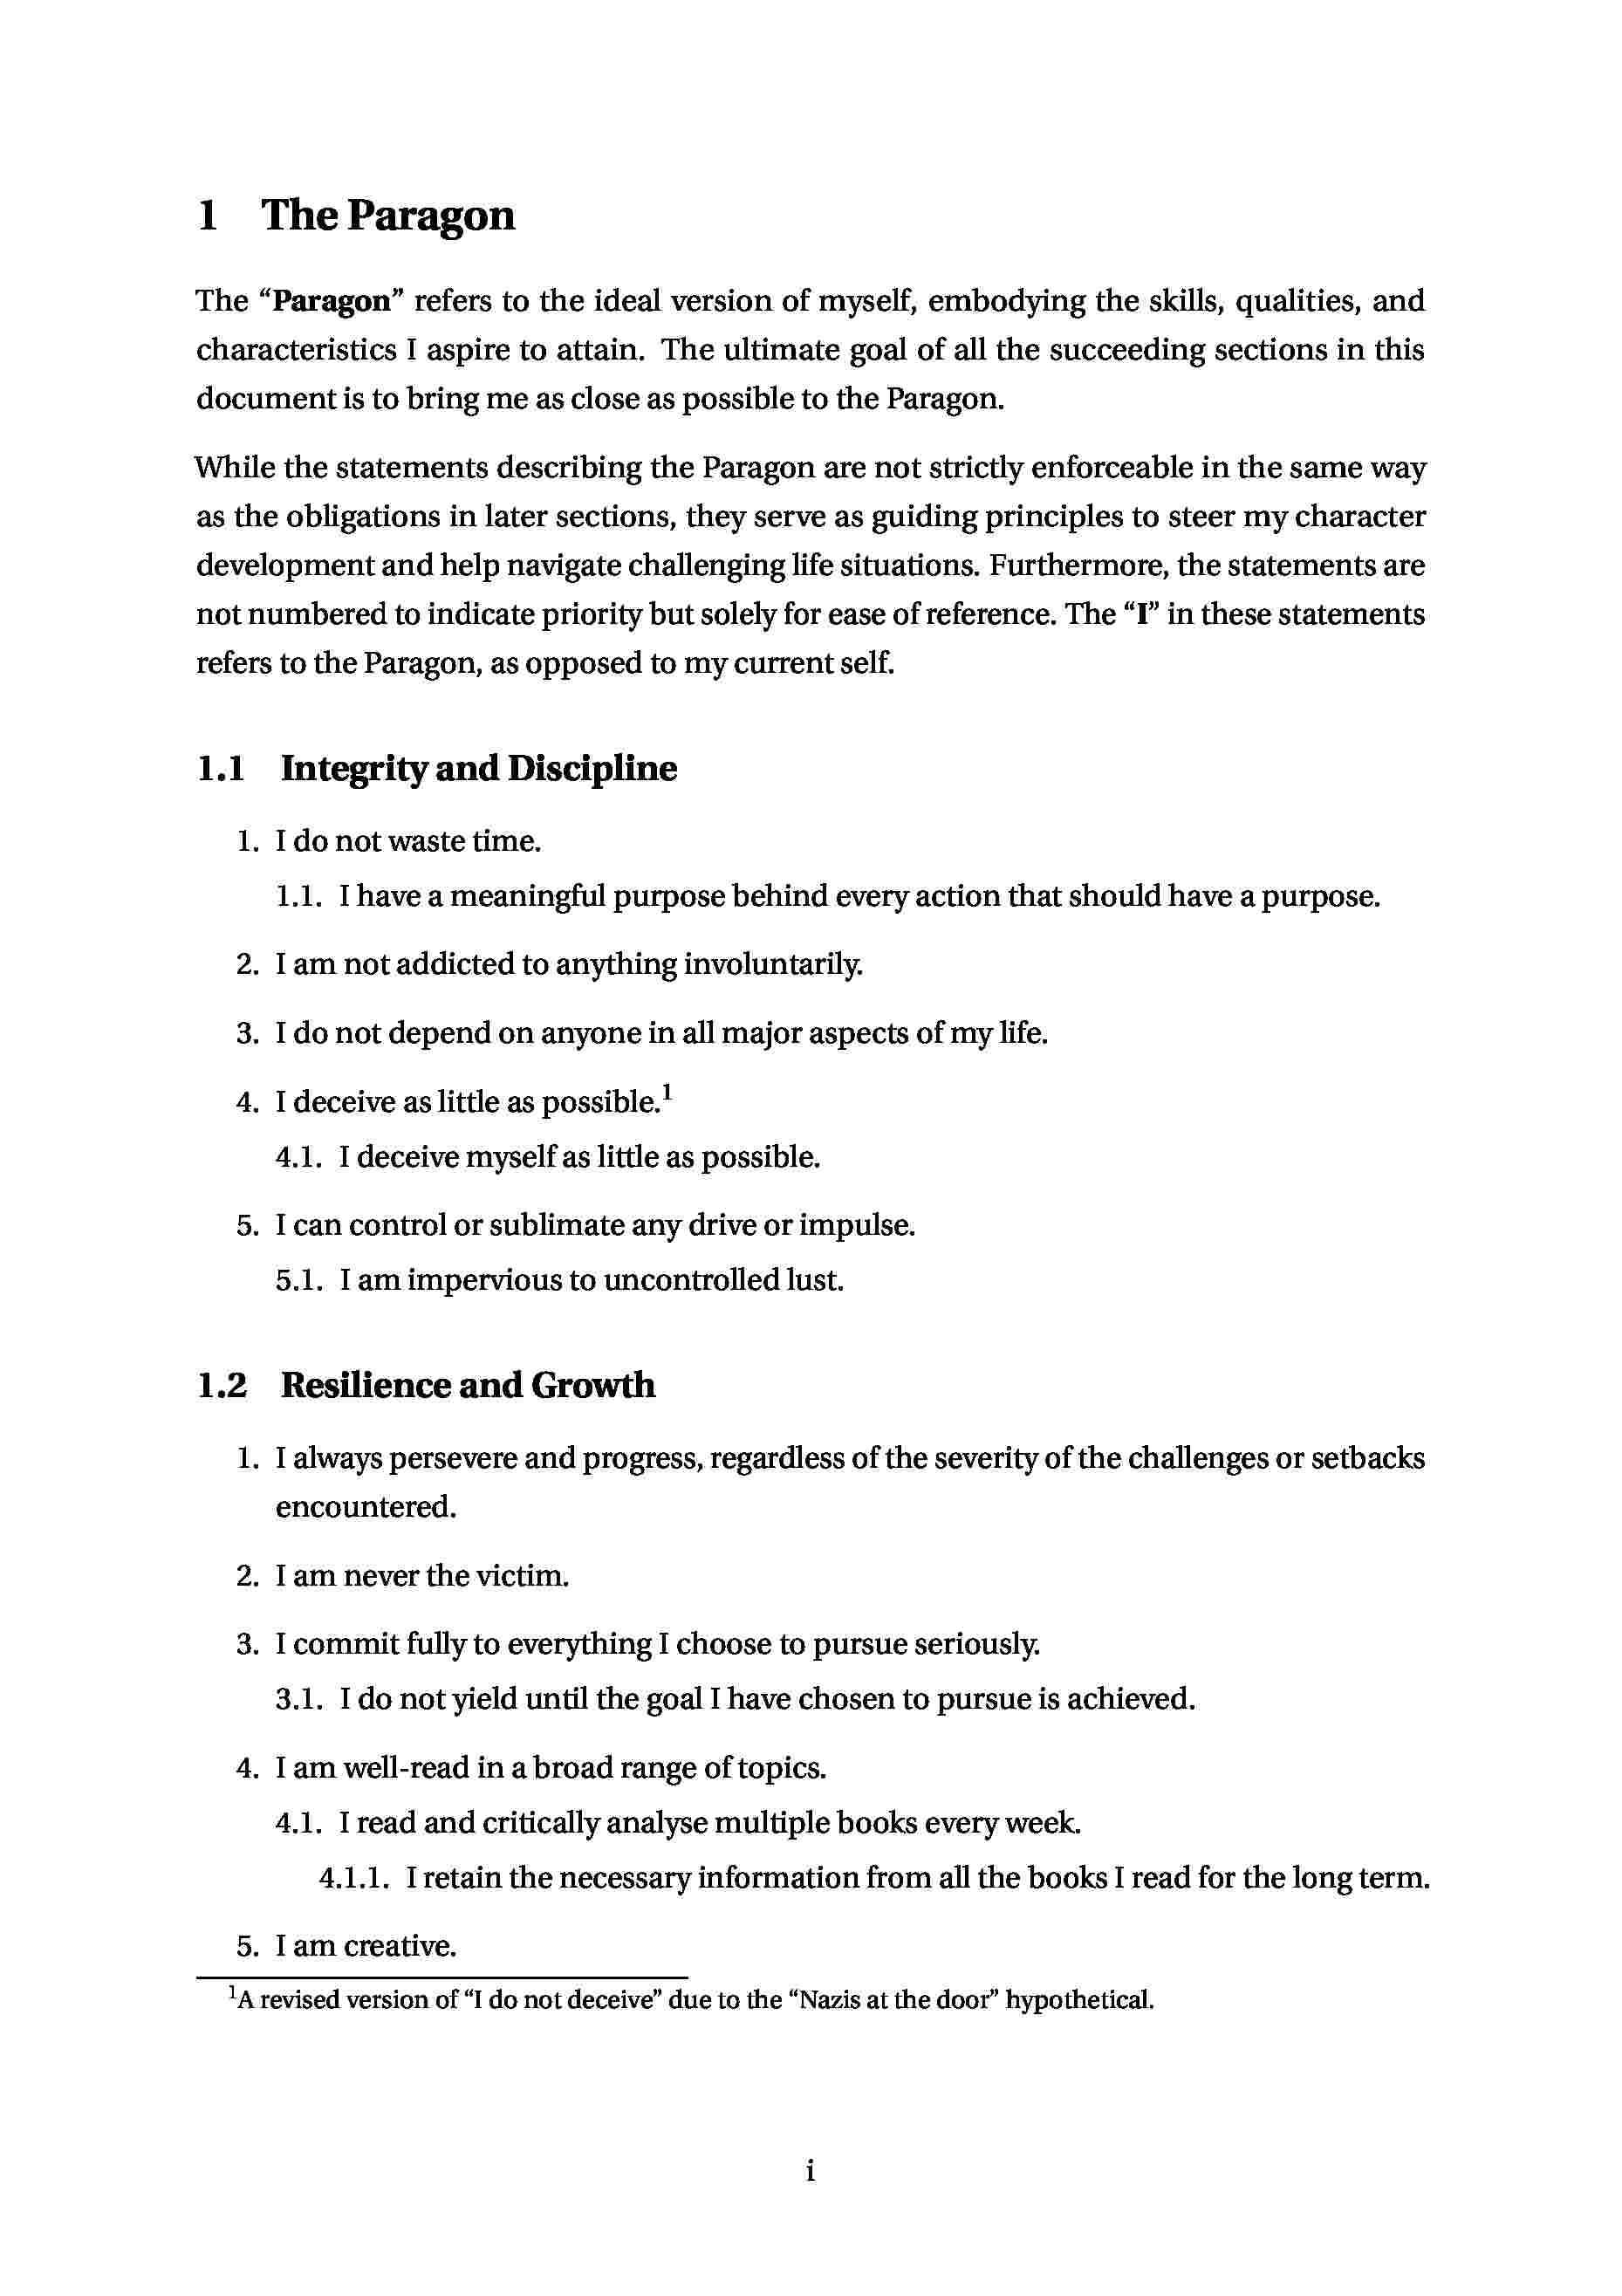 1 The Paragon
The “Paragon” refers to the ideal version of myself, embodying the skills, qualities, and
characteristics I aspire to attain. The ultimate goal of all the succeeding sections in this
document is to bring me as close as possible to the Paragon.
While the statements describing the Paragon are not strictly enforceable in the same way
as the obligations in later sections, they serve as guiding principles to steer my character
development and help navigate challenging life situations. Furthermore, the statements are
not numbered to indicate priority but solely for ease of reference. The “I” in these statements
refers to the Paragon, as opposed to my current self.
1.1 Integrity and Discipline
1. I do not waste time.
1.1. I have a meaningful purpose behind every action that should have a purpose.
2. I am not addicted to anything involuntarily.
3. I do not depend on anyone in all major aspects of my life.
4. I deceive as little as possible.¹
4.1. I deceive myself as little as possible.
5. I can control or sublimate any drive or impulse.
5.1. I am impervious to uncontrolled lust.
1.2 Resilience and Growth
1. I always persevere and progress, regardless of the severity of the challenges or setbacks
encountered.
2. I am never the victim.
3. I commit fully to everything I choose to pursue seriously.
3.1. I do not yield until the goal I have chosen to pursue is achieved.
4. I am well-read in a broad range of topics.
4.1. I read and critically analyse multiple books every week.
4.1.1. I retain the necessary information from all the books I read for the long term.
5. I am creative.
¹A revised version of “I do not deceive” due to the “Nazis at the door” hypothetical.
i